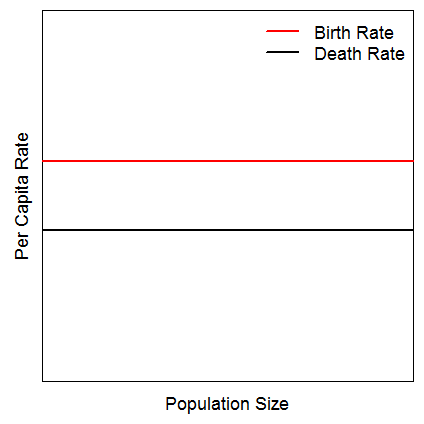 Birth Rate
Death Rate
Per Capita Rate
Population Size